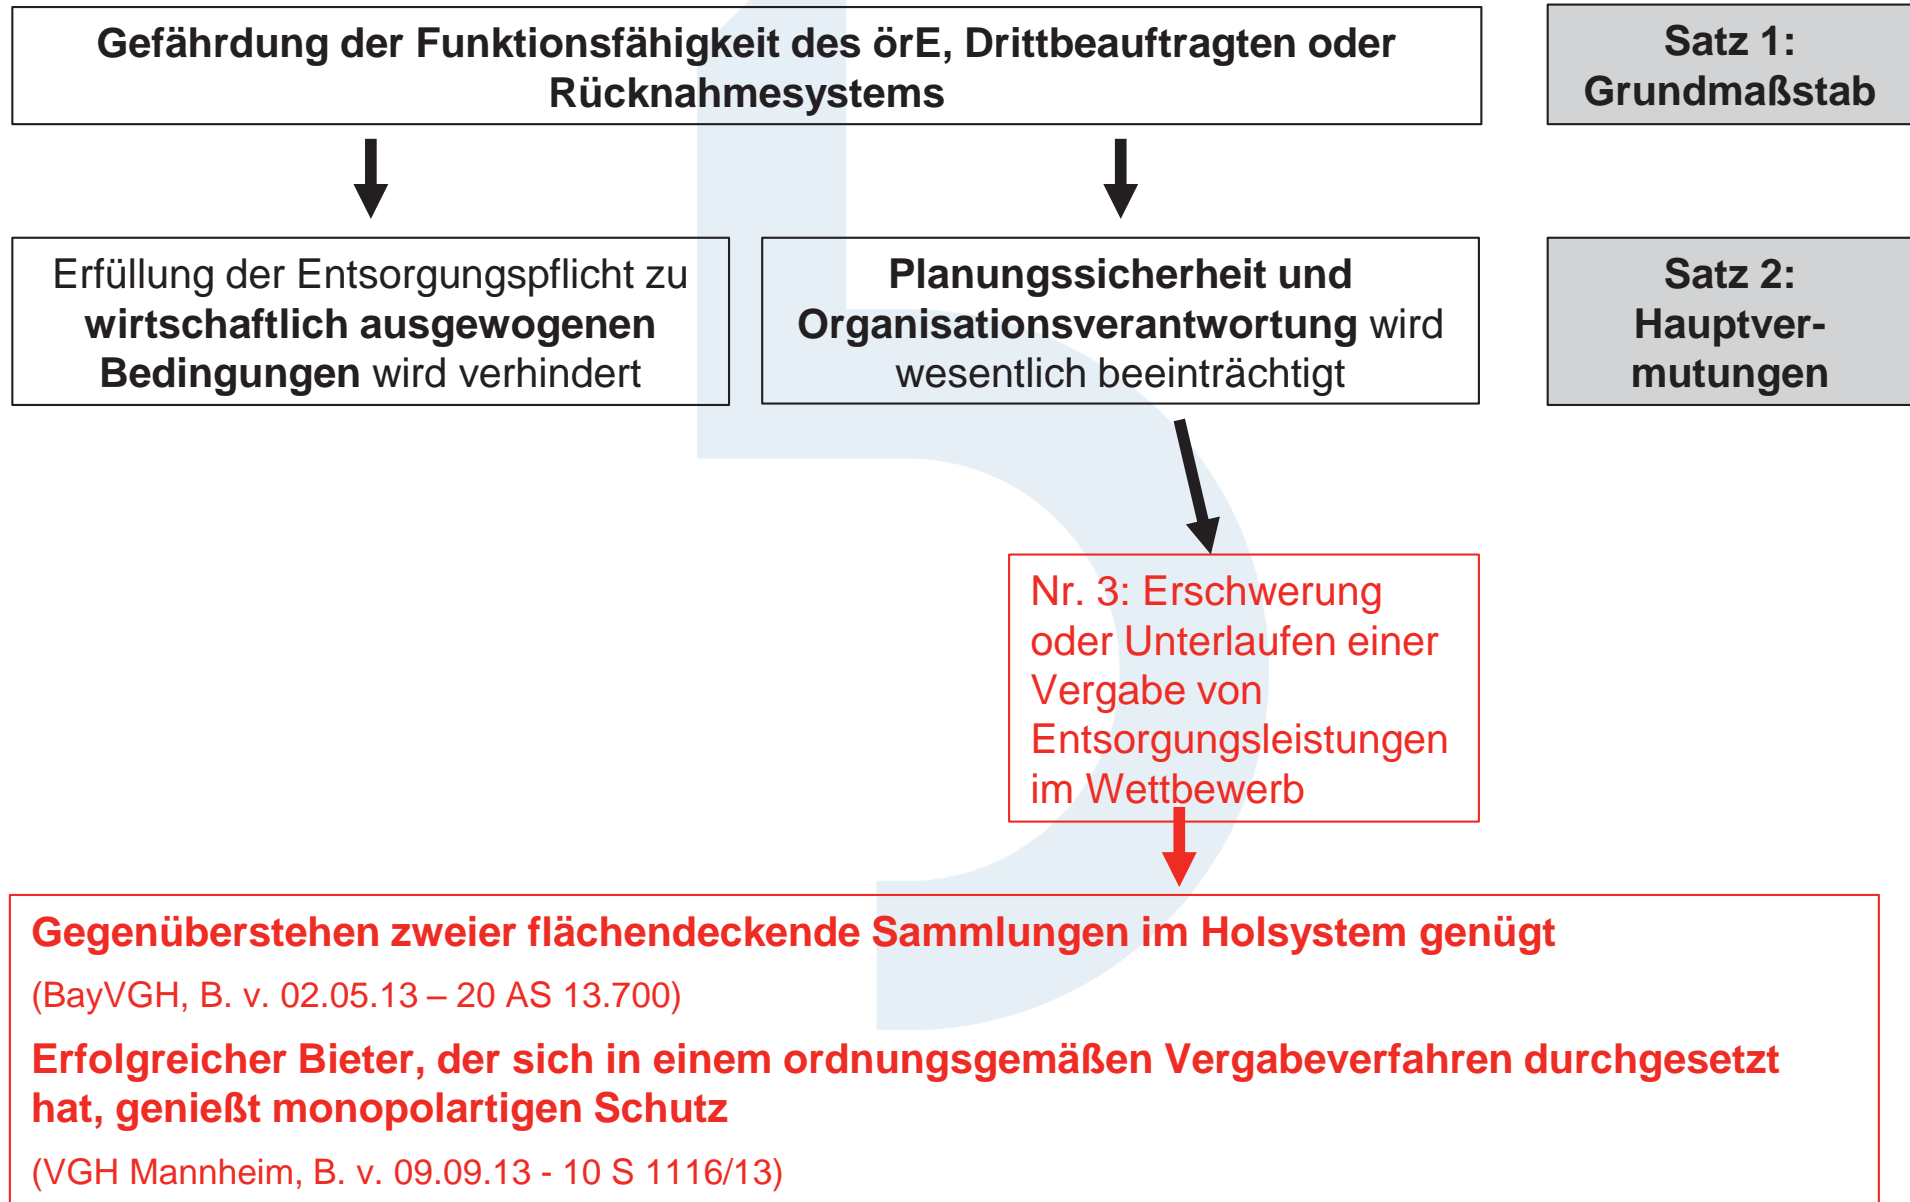 Gefährdung der Funktionsfähigkeit des örE, Drittbeauftragten oder
Rücknahmesystems
Satz 1:
Grundmaßstab
Erfüllung der Entsorgungspflicht zu
wirtschaftlich ausgewogenen
Bedingungen wird verhindert
Planungssicherheit und
Organisationsverantwortung wird
wesentlich beeinträchtigt
Satz 2:
Hauptver-
mutungen
Nr. 3: Erschwerung
oder Unterlaufen einer
Vergabe von
Entsorgungsleistungen
im Wettbewerb
Gegenüberstehen zweier flächendeckende Sammlungen im Holsystem genügt
(BayVGH, B. v. 02.05.13 – 20 AS 13.700)
Erfolgreicher Bieter, der sich in einem ordnungsgemäßen Vergabeverfahren durchgesetzt
hat, genießt monopolartigen Schutz
(VGH Mannheim, B. v. 09.09.13 - 10 S 1116/13)